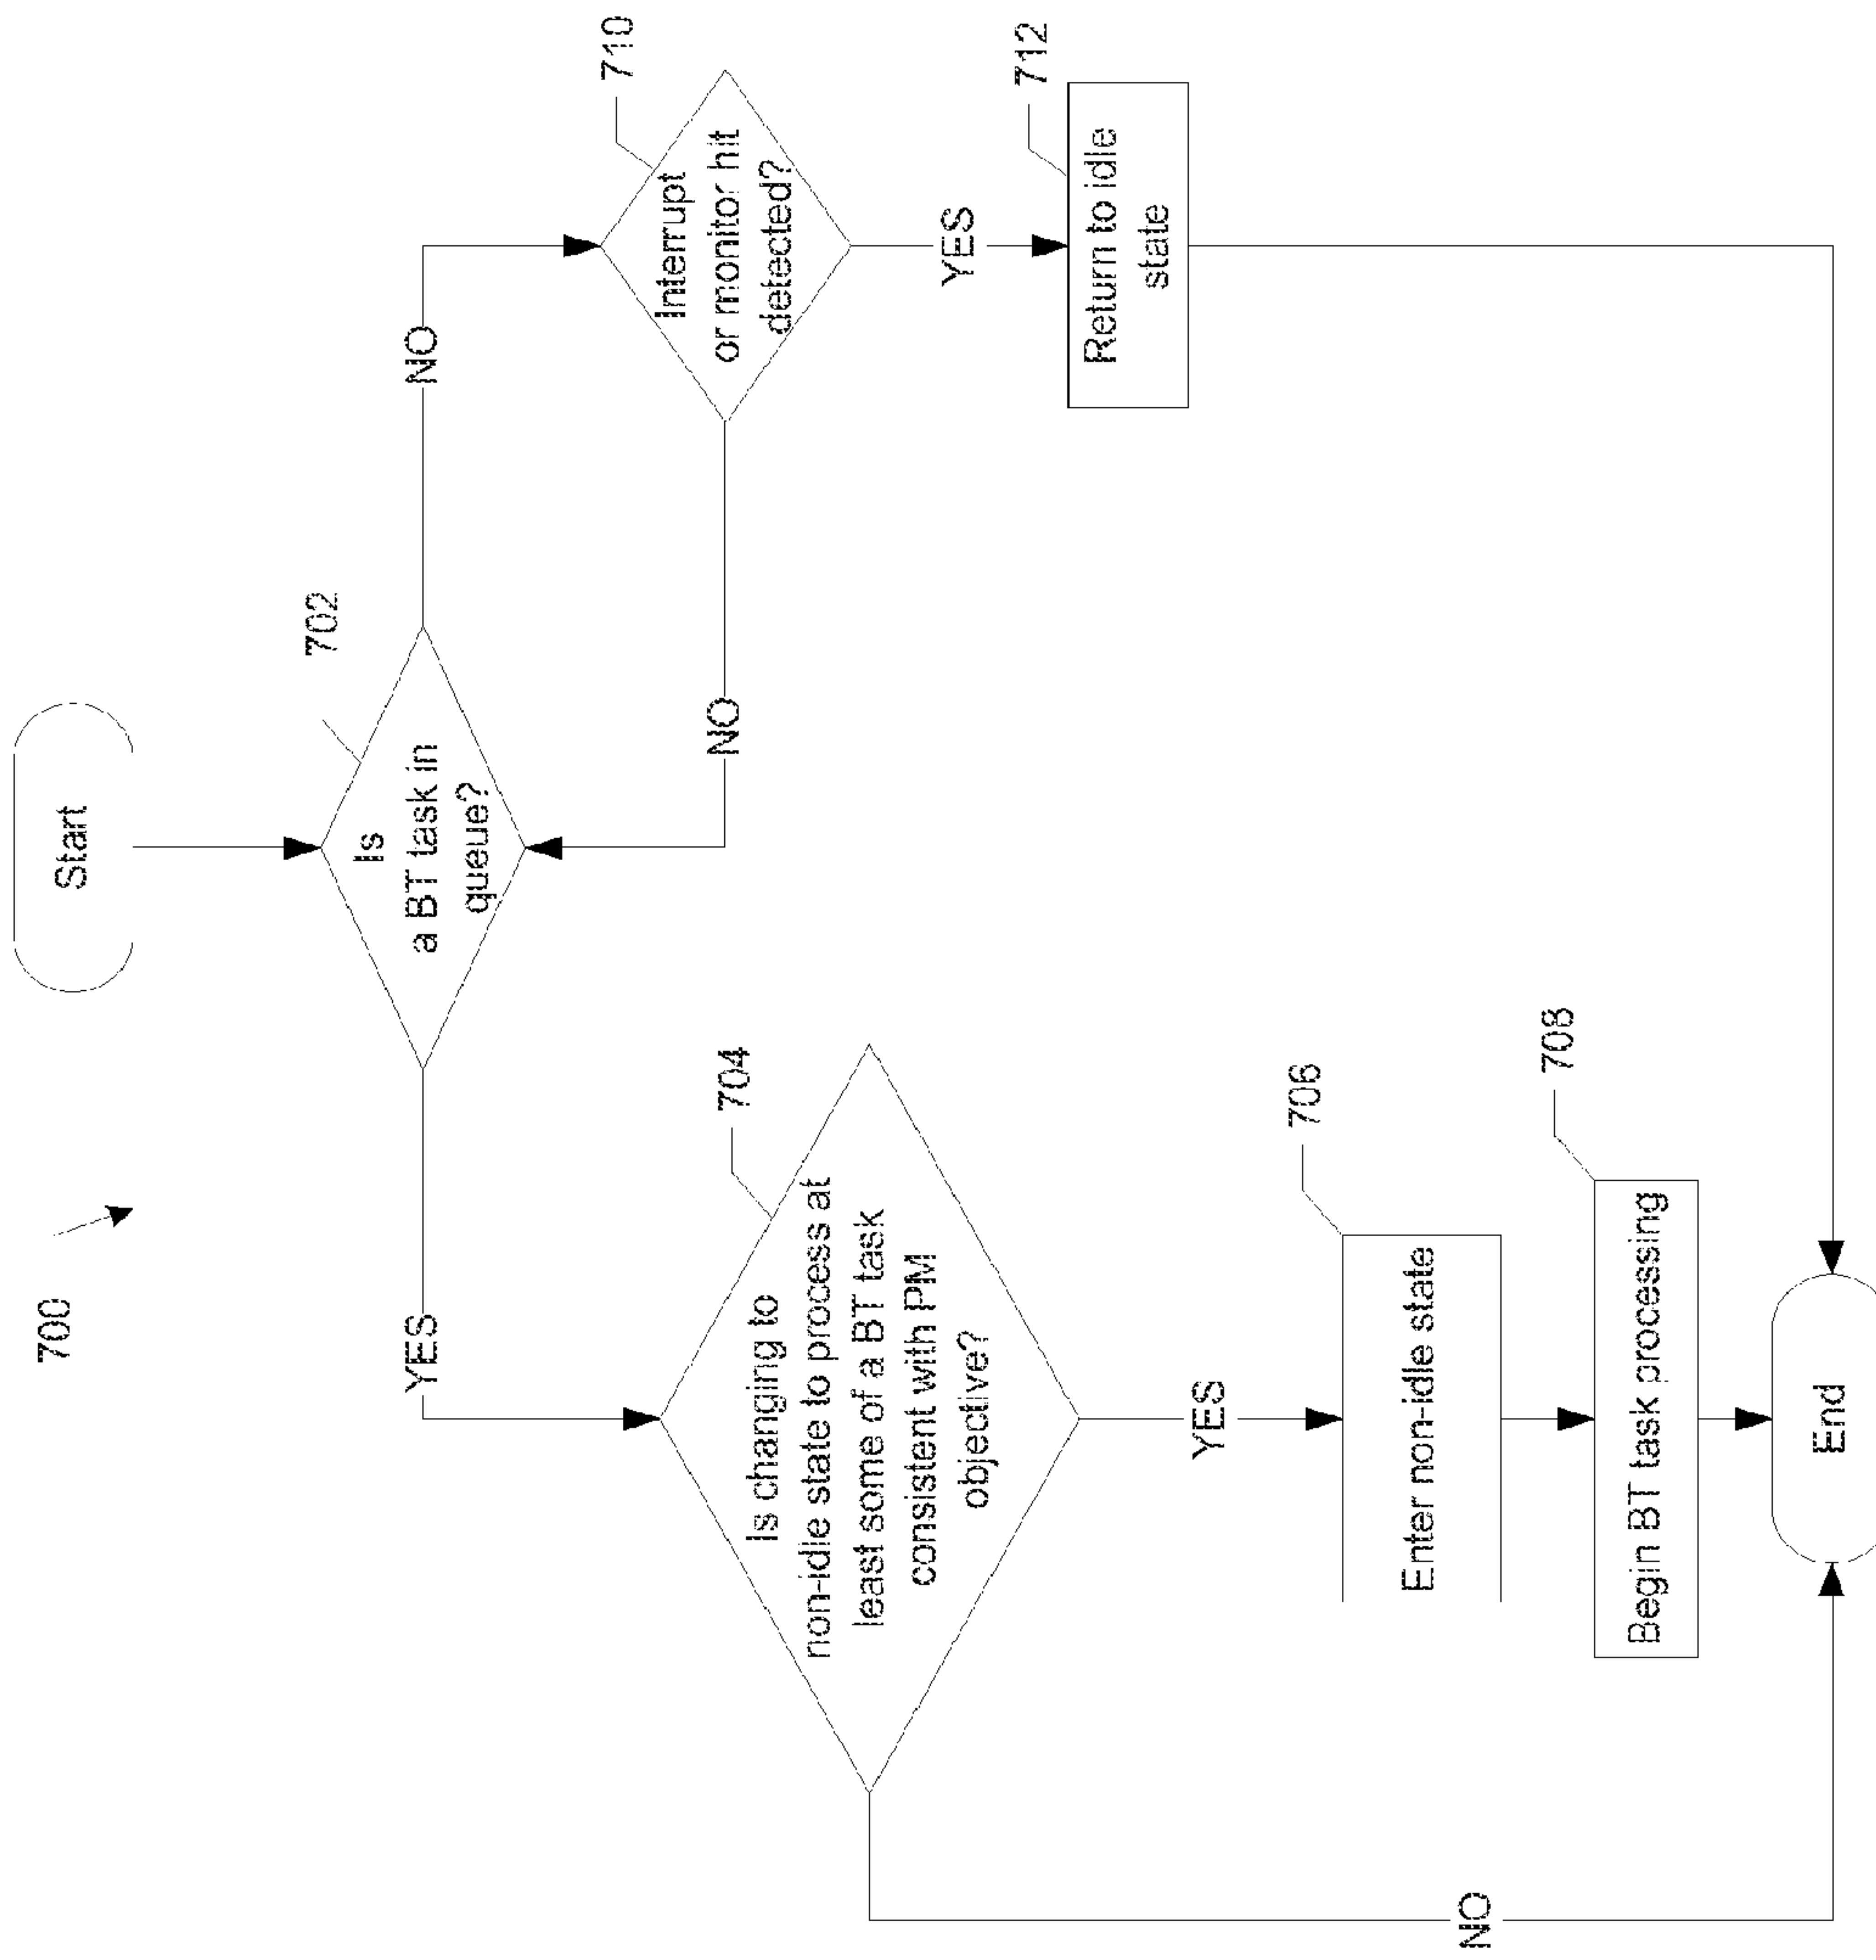 700
Start
702
Is
a BT task in
queue?
YES
NO
704
Is changing to
non-idle state to process at
least some of a BT task
consistent with PM
objective?
710
Interrupt
or monitor hit
detected?
NO
YES
712
Return to idle
state
YES
706
Enter non-idle state
708
Begin BT task processing
NO
End